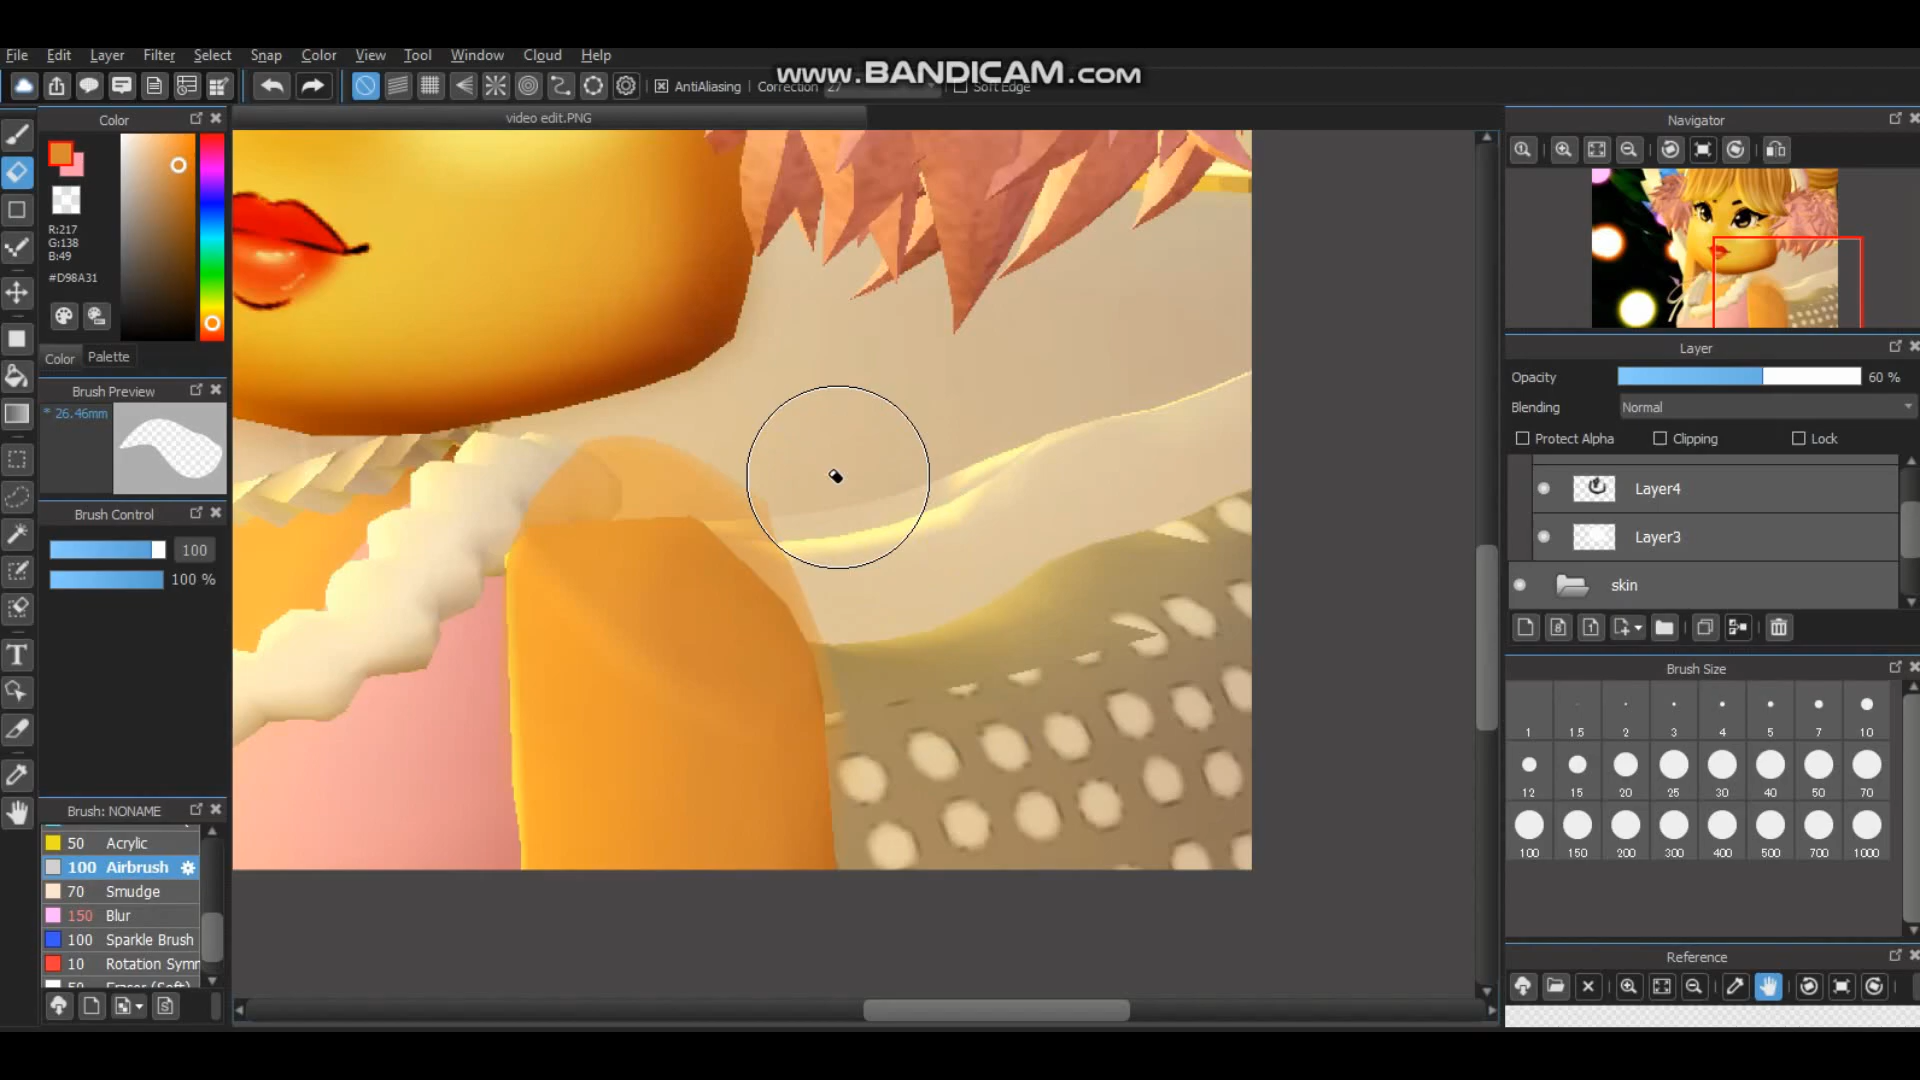 File Edit Layer Filter Select Snap Color View Tool Window Cloud Help
www.BANDICAM.com
AntiAliasing Correction 27 Soft Edge
Color
video edit.PNG
Navigator
R:217
G:138
B:49
#D98A31
Color Palette
Layer
Opacity 60 %
Brush Preview
Blending Normal
* 26.46mm
Protect Alpha Clipping Lock
Layer4
Brush Control
Layer3
100
100 %
skin
Brush Size
1 1.5 2 3 4 5 7 10
12 15 20 25 30 40 50 70
Brush: NONAME
50 Acrylic
100 150 200 300 400 500 700 1000
100 Airbrush
70 Smudge
150 Blur
100 Sparkle Brush
Reference
10 Rotation Symm
50 Eraser (Soft)